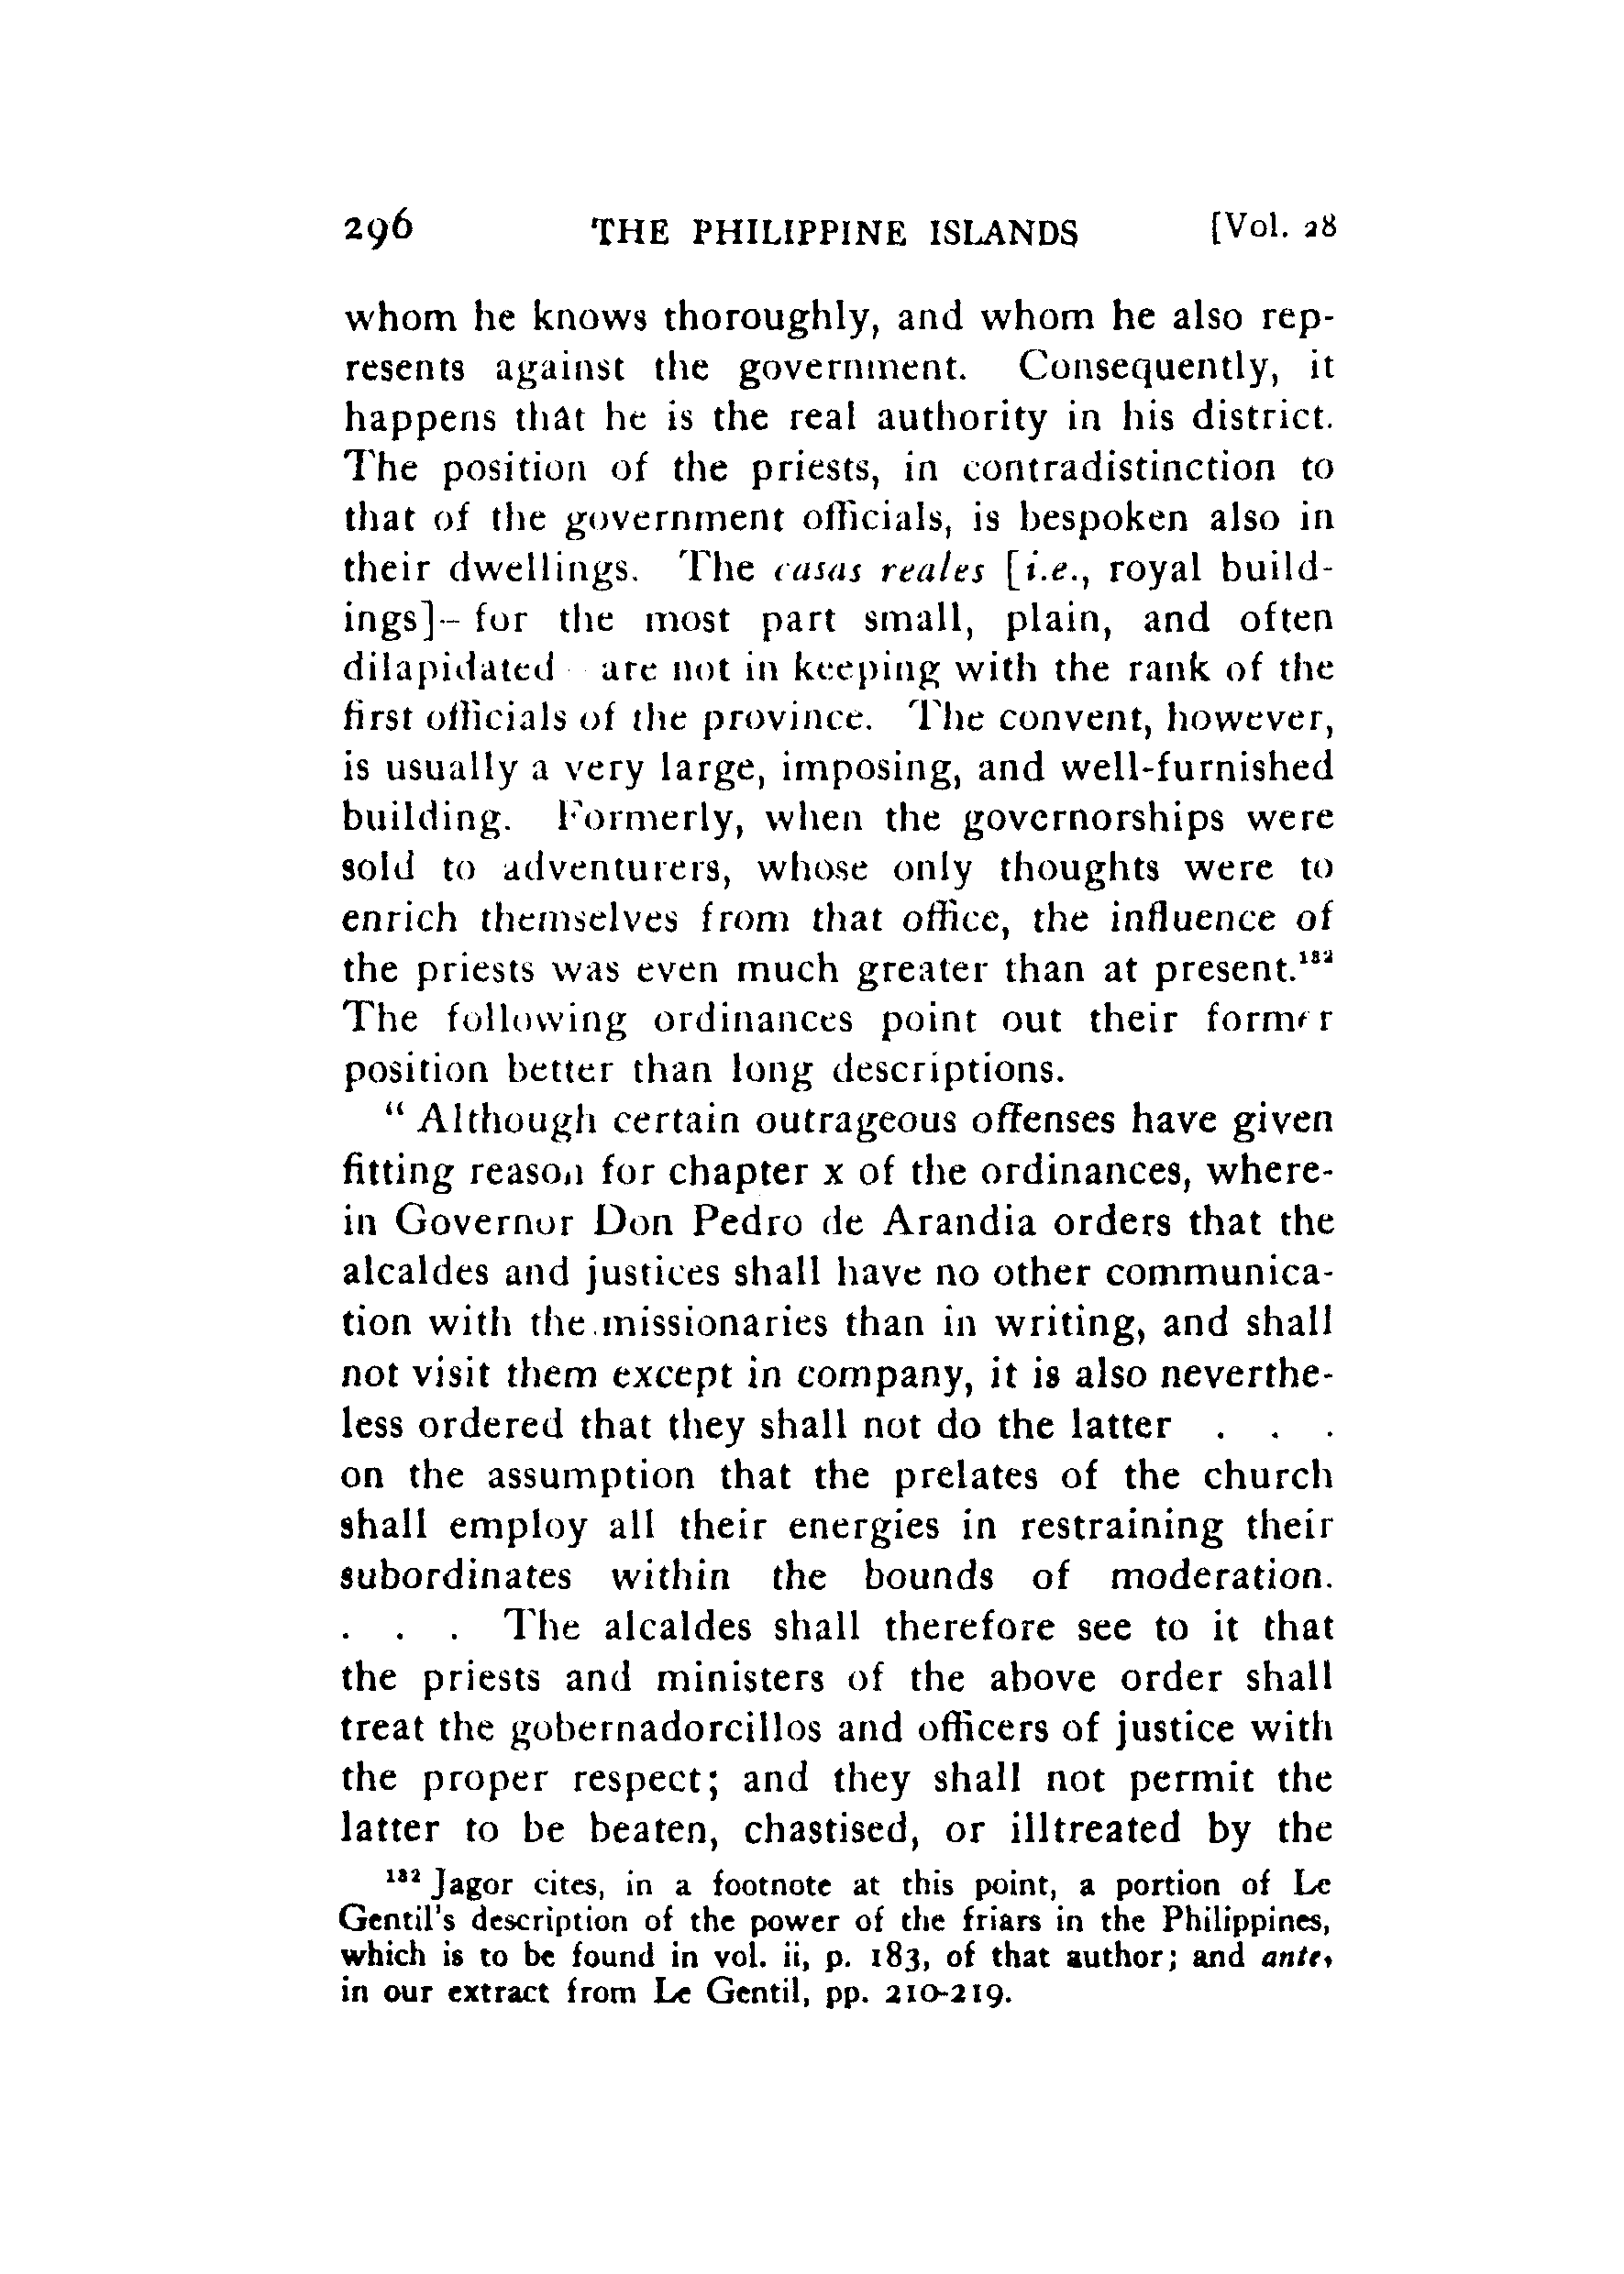 296 THE PHILIPPINE ISLANDS [Vol. 28
whom he knows thoroughly, and whom he also rep-
resents against the government. Consequently, it
happens that he is the real authority in his district.
The position of the priests, in contradistinction to
that of the government officials, is bespoken also in
their dwellings. The casas reales [i.e., royal build-
ings] – for the most part small, plain, and often
dilapidated – are not in keeping with the rank of the
first officials of the province. The convent, however,
is usually a very large, imposing, and well-furnished
building. Formerly, when the governorships were
sold to adventurers, whose only thoughts were to
enrich themselves from that office, the influence of
the priests was even much greater than at present.¹⁸²
The following ordinances point out their former
position better than long descriptions.
“ Although certain outrageous offenses have given
fitting reason for chapter x of the ordinances, where-
in Governor Don Pedro de Arandia orders that the
alcaldes and justices shall have no other communica-
tion with the missionaries than in writing, and shall
not visit them except in company, it is also neverthe-
less ordered that they shall not do the latter . . .
on the assumption that the prelates of the church
shall employ all their energies in restraining their
subordinates within the bounds of moderation.
. . . The alcaldes shall therefore see to it that
the priests and ministers of the above order shall
treat the gobernadorcillos and officers of justice with
the proper respect; and they shall not permit the
latter to be beaten, chastised, or illtreated by the
¹⁸² Jagor cites, in a footnote at this point, a portion of Le
Gentil's description of the power of the friars in the Philippines,
which is to be found in vol. ii, p. 183, of that author; and ante,
in our extract from Le Gentil, pp. 210-219.